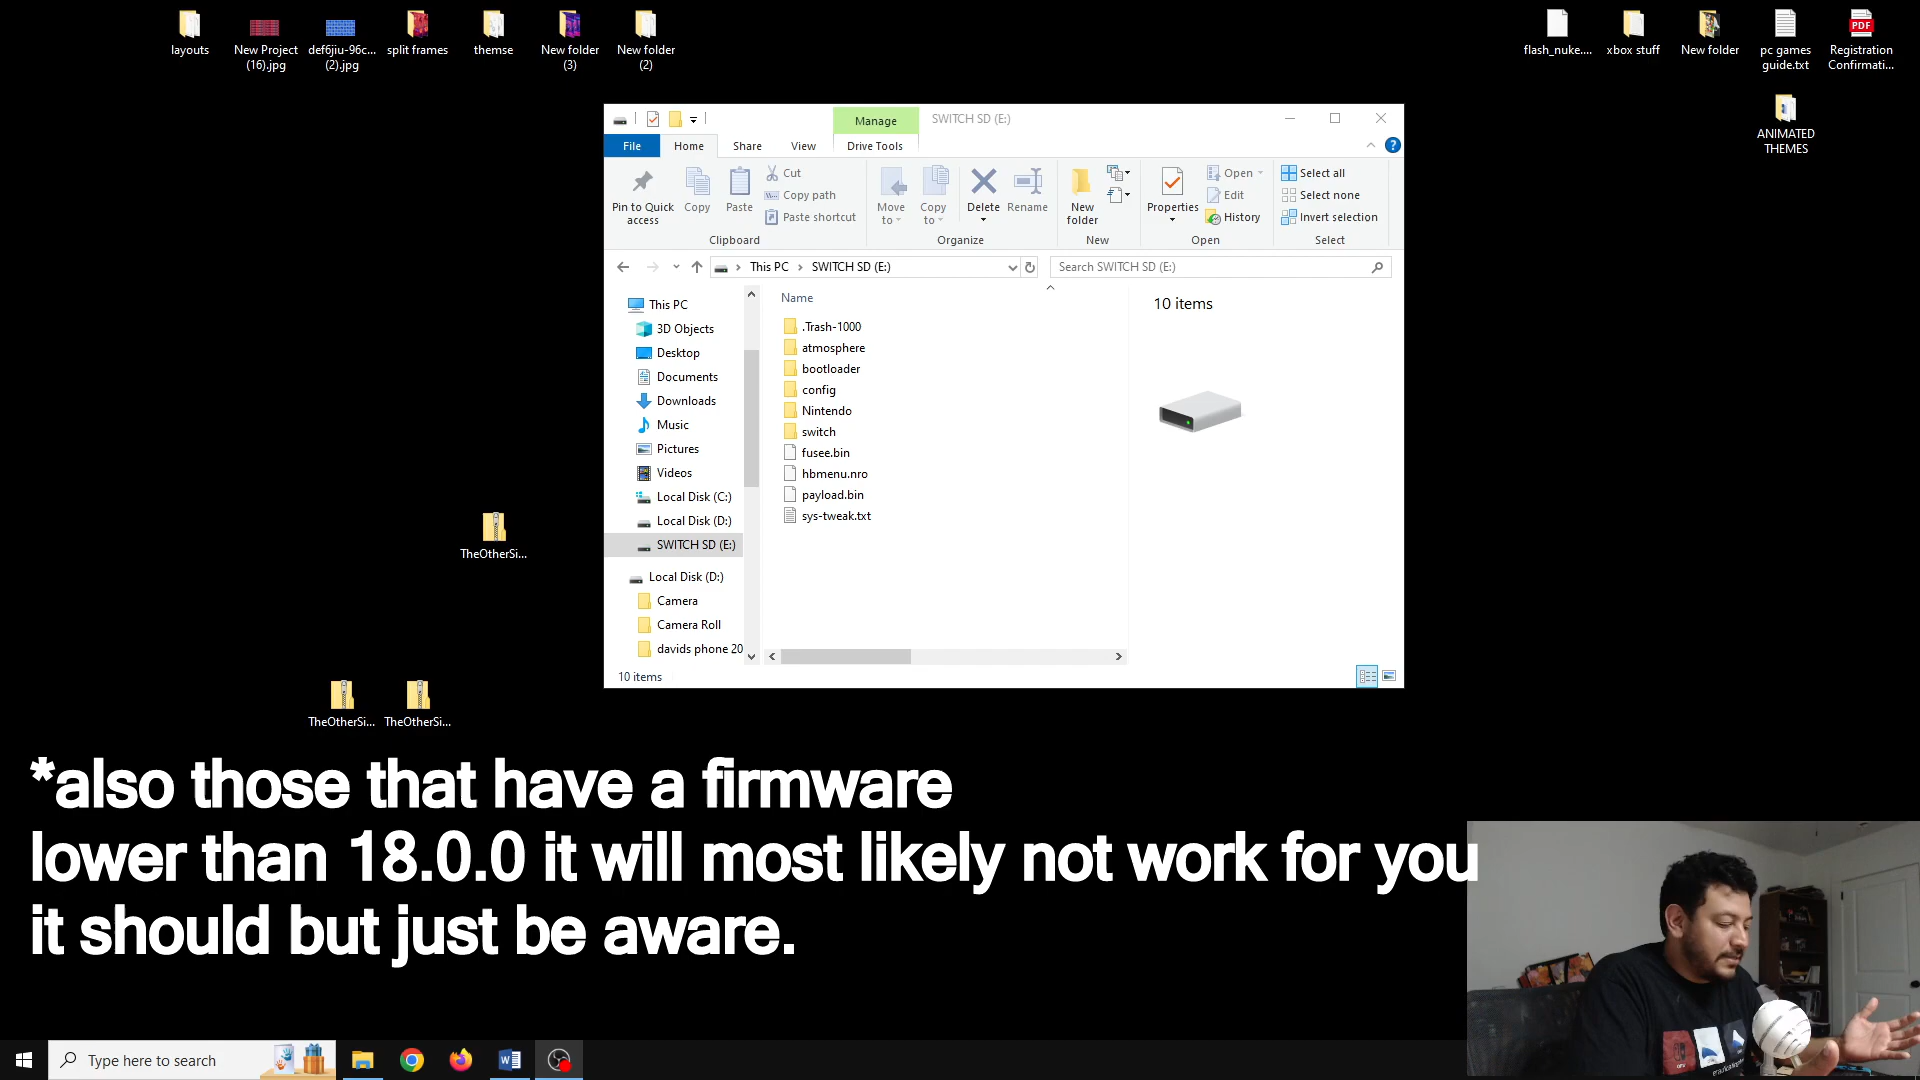 layouts
New Project (16).jpg
def6jiu-96c... (2).jpg
split frames
themse
New folder (3)
New folder (2)
flash_nuke....
xbox stuff
New folder
pc games guide.txt
PDF
Registration Confirmati...
ANIMATED THEMES
Manage
SWITCH SD (E:)
File
Home
Share
View
Drive Tools
Pin to Quick access
Copy
Paste
Cut
Copy path
Paste shortcut
Move to
Copy to
Delete
Rename
New folder
Properties
Open
Edit
History
Select all
Select none
Invert selection
Clipboard
Organize
New
Open
Select
This PC
SWITCH SD (E:)
Search SWITCH SD (E:)
This PC
3D Objects
Desktop
Documents
Downloads
Music
Pictures
Videos
Local Disk (C:)
Local Disk (D:)
SWITCH SD (E:)
Local Disk (D:)
Camera
Camera Roll
davids phone 20
Name
.Trash-1000
atmosphere
bootloader
config
Nintendo
switch
fusee.bin
hbmenu.nro
payload.bin
sys-tweak.txt
10 items
10 items
TheOtherSi...
TheOtherSi...
TheOtherSi...
*also those that have a firmware
lower than 18.0.0 it will most likely not work for you
it should but just be aware.
Type here to search